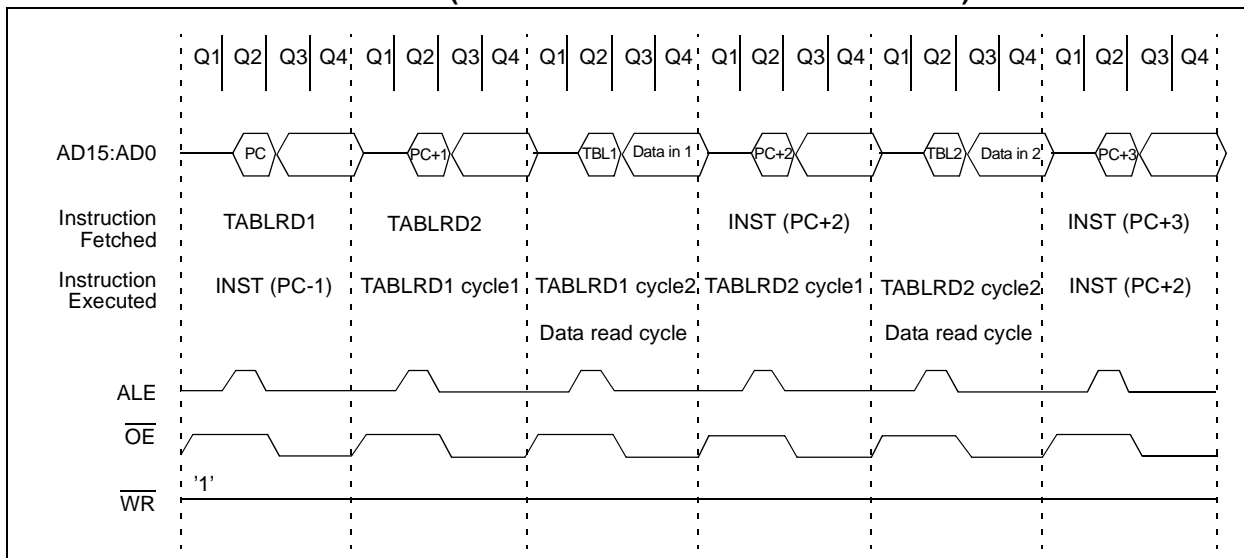 Q1 Q2 Q3 Q4 Q1 Q2 Q3 Q4 Q1 Q2 Q3 Q4 Q1 Q2 Q3 Q4 Q1 Q2 Q3 Q4 Q1 Q2 Q3 Q4
AD15:AD0 PC PC+1 TBL1 Data in 1 PC+2 TBL2 Data in 2 PC+3
Instruction
Fetched
TABLRD1 TABLRD2 INST (PC+2) INST (PC+3)
Instruction
Executed
INST (PC-1) TABLRD1 cycle1 TABLRD1 cycle2 TABLRD2 cycle1 TABLRD2 cycle2 INST (PC+2)
Data read cycle Data read cycle
ALE
OE
'1'
WR